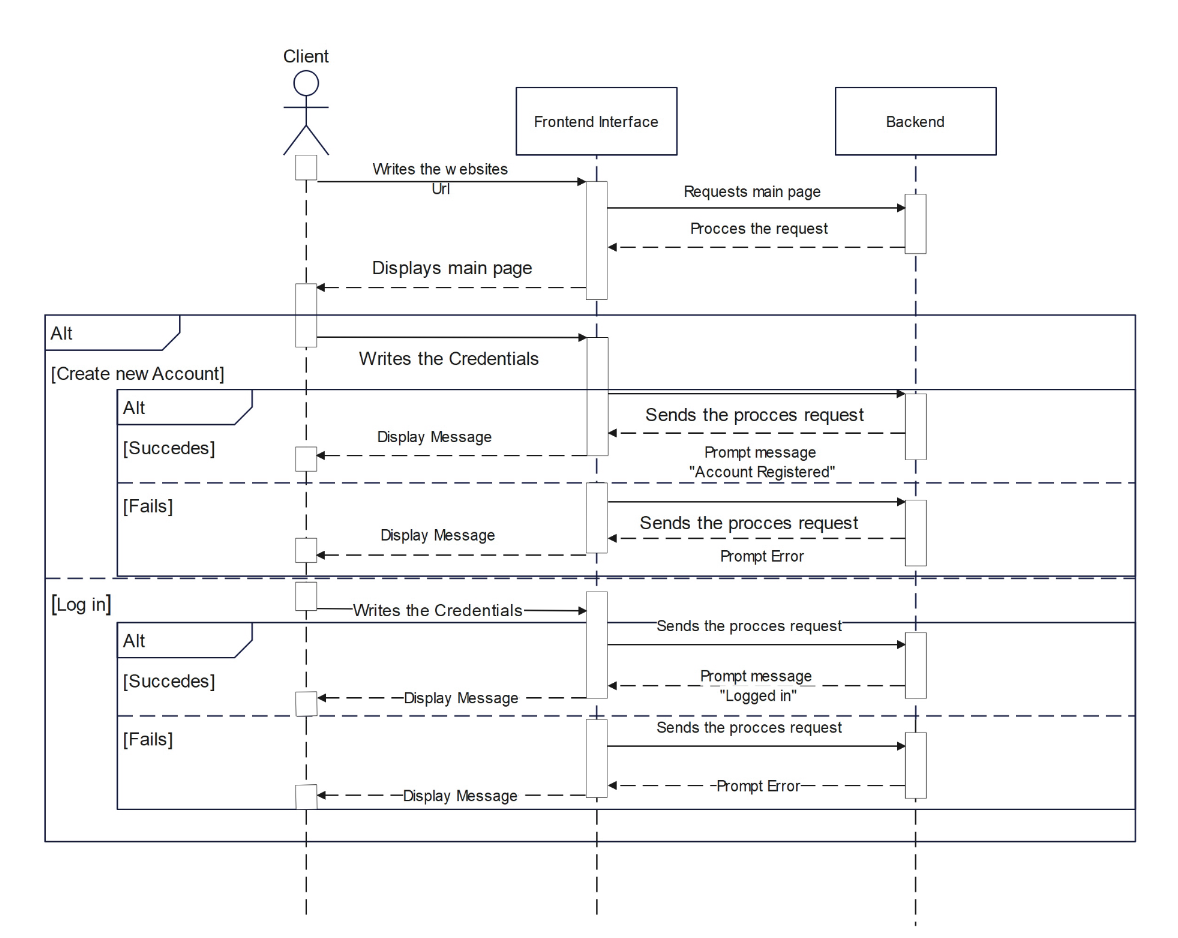 Client
Frontend Interface
Backend
Writes the websites
Url
Requests main page
Procces the request
Displays main page
Alt
Writes the Credentials
[Create new Account]
Alt
Sends the procces request
Display Message
[Succedes]
Prompt message
"Account Registered"
[Fails]
Sends the procces request
Display Message
Prompt Error
[Log in]
Writes the Credentials
Sends the procces request
Alt
[Succedes]
Prompt message
"Logged in"
Display Message
Sends the procces request
[Fails]
Prompt Error
Display Message